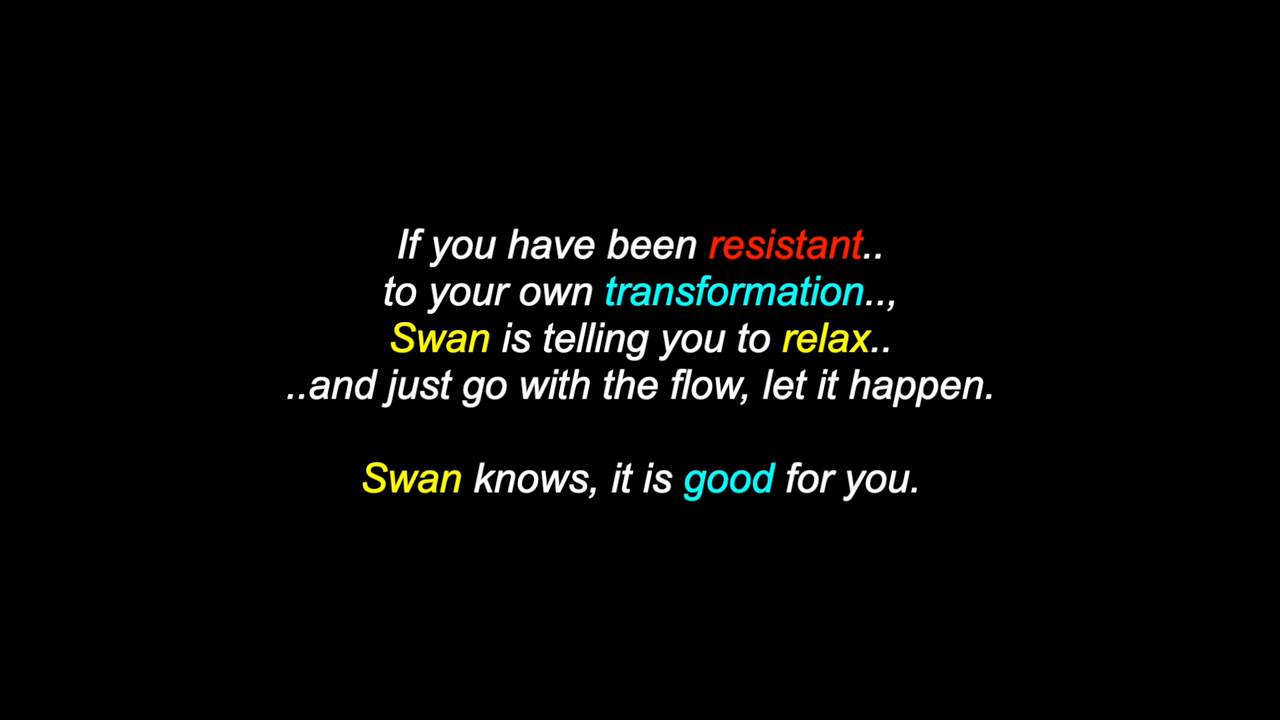 If you have been resistant..
to your own transformation..,
Swan is telling you to relax..
..and just go with the flow, let it happen.
Swan knows, it is good for you.